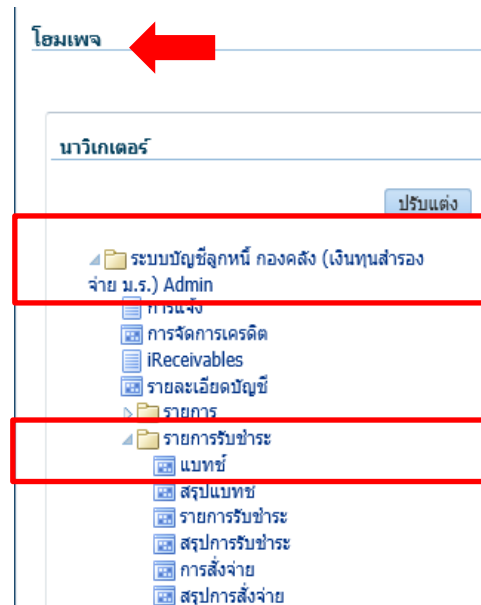 โฮมเพจ
นาวิเกเตอร์
ปรับแต่ง
ระบบบัญชีลูกหนี้ กองคลัง (เงินทุนสำรอง
จ่าย ม.ร.) Admin
การแจ้ง
การจัดการเครดิต
iReceivables
รายละเอียดบัญชี
รายการ
รายการรับชำระ
แบทช์
สรุปแบทช์
รายการรับชำระ
สรุปการรับชำระ
การสั่งจ่าย
สรุปการสั่งจ่าย